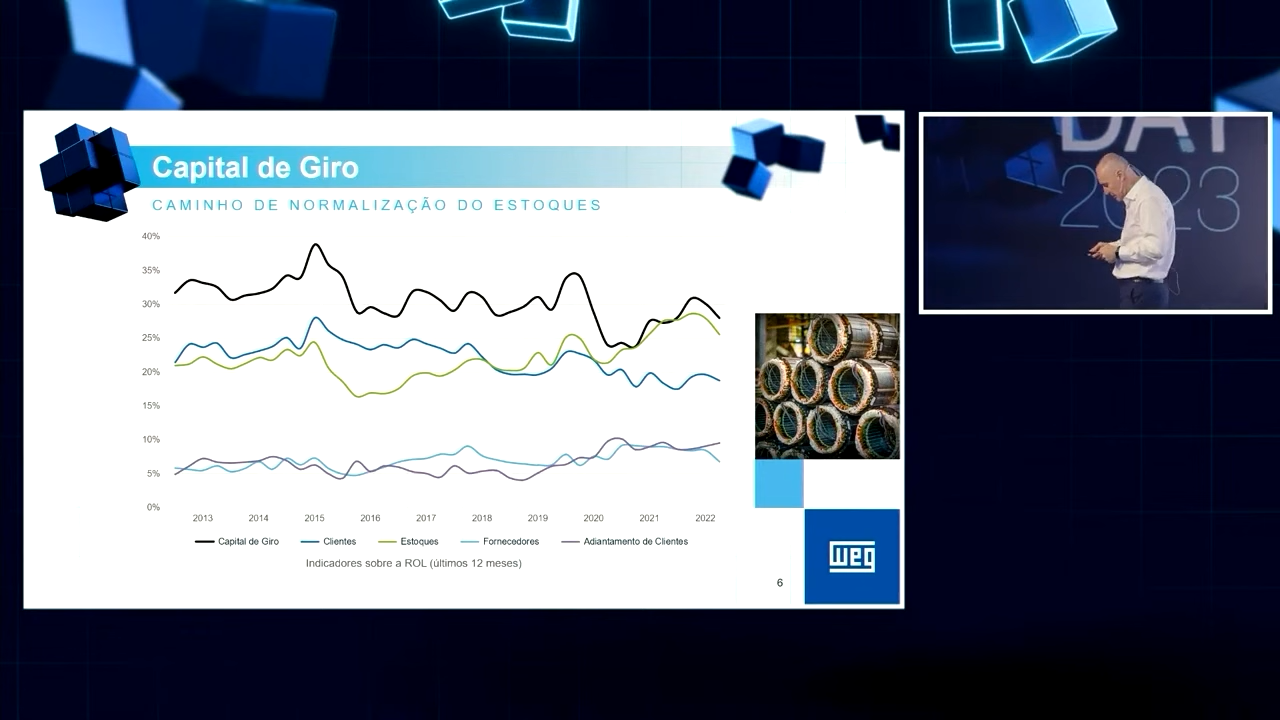 Capital de Giro
CAMINHO DE NORMALIZAÇÃO DO ESTOQUES
40%
35%
30%
25%
20%
15%
10%
5%
0%
2013 2014 2015 2016 2017 2018 2019 2020 2021 2022
Capital de Giro Clientes Estoques Fornecedores Adiantamento de Clientes
Indicadores sobre a ROL (últimos 12 meses)
6
weg
DAY
2023